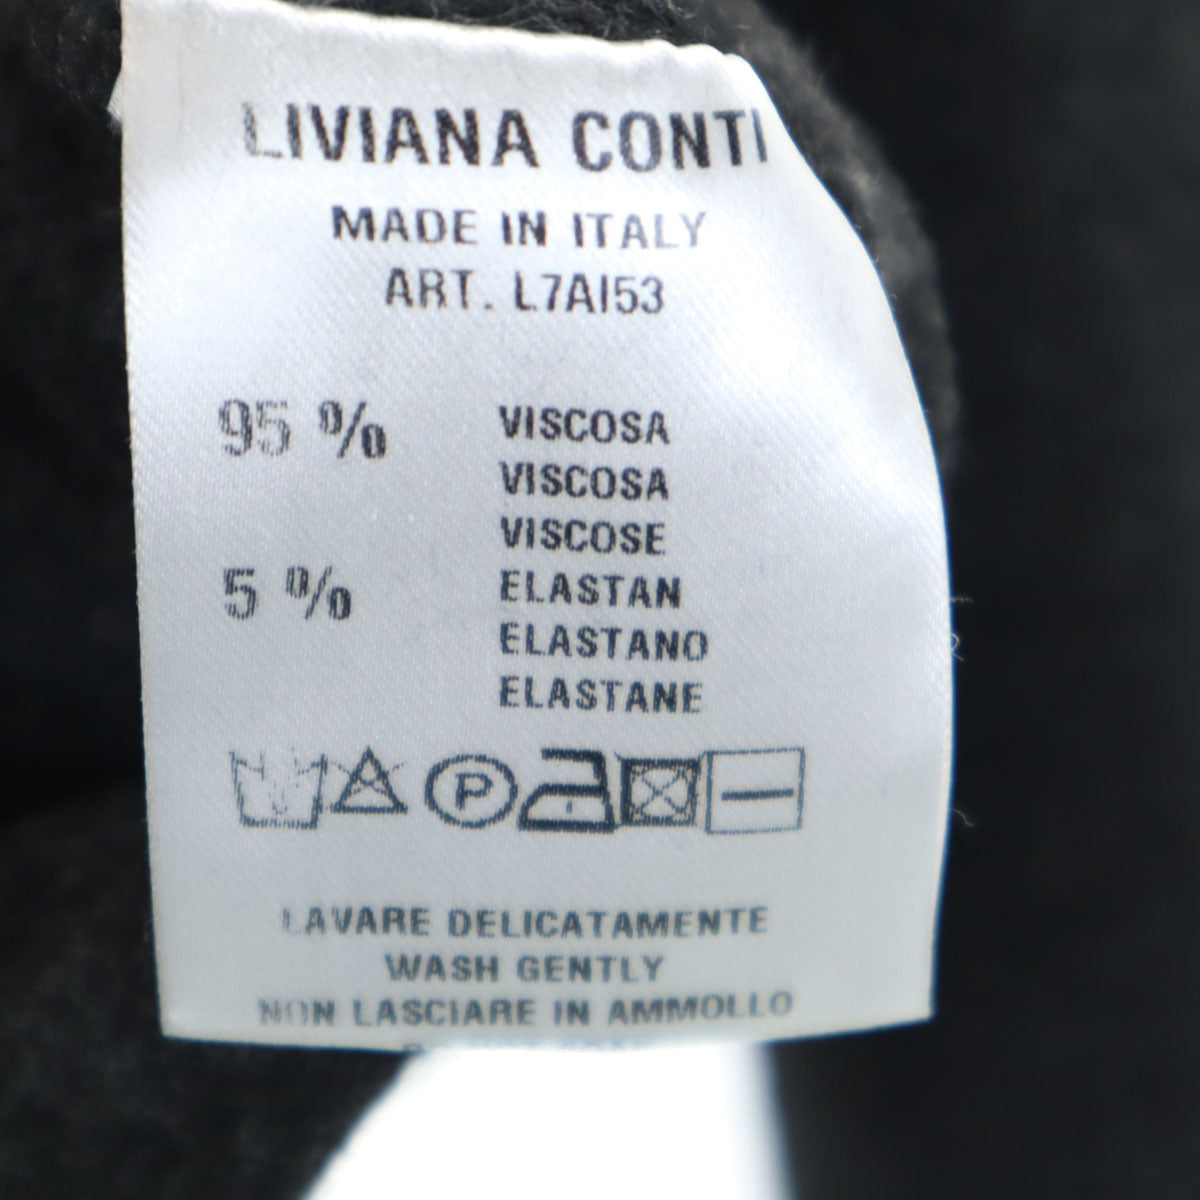 LIVIANA CONTI
MADE IN ITALY
ART. L7AI53
95 % VISCOSA
VISCOSA
VISCOSE
5 % ELASTAN
ELASTANO
ELASTANE
P
LAVARE DELICATAMENTE
WASH GENTLY
NON LASCIARE IN AMMOLLO